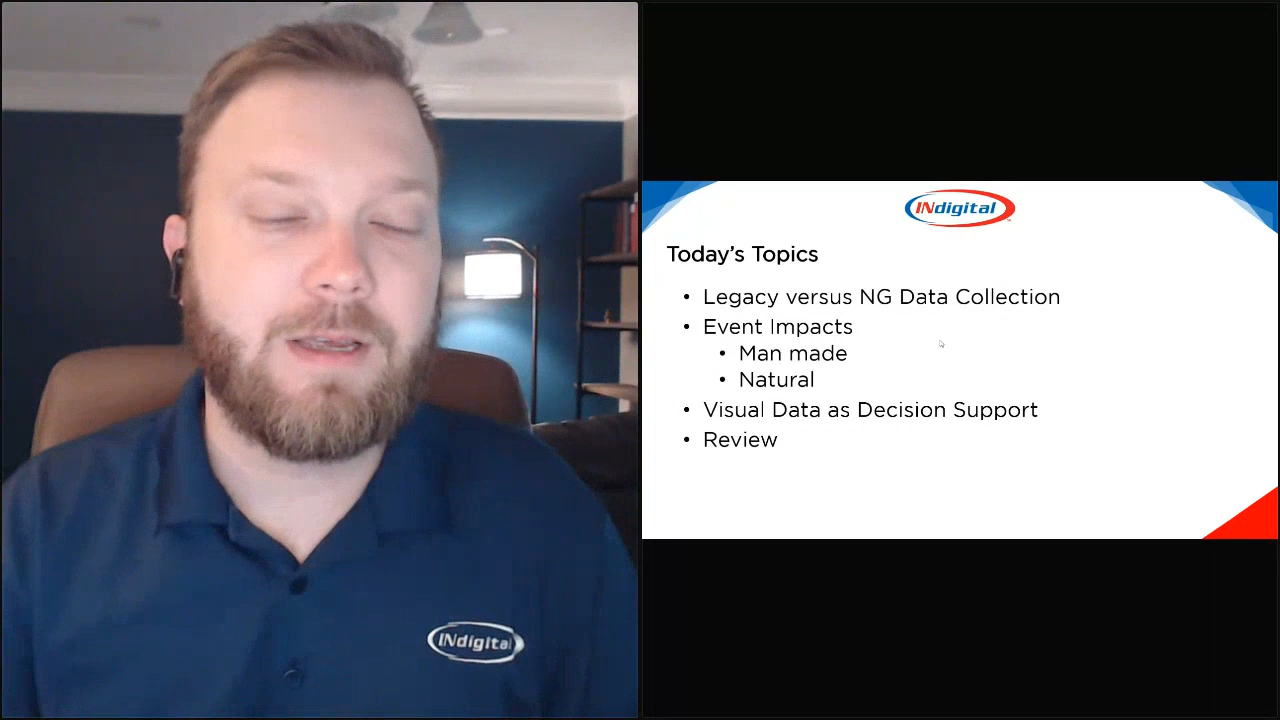 INdigital
INdigital
Today's Topics
• Legacy versus NG Data Collection
• Event Impacts
• Man made
• Natural
• Visual Data as Decision Support
• Review